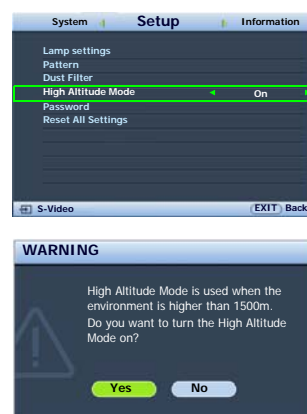 System Setup Information
Lamp settings
Pattern
Dust Filter
High Altitude Mode On
Password
Reset All Settings
S-Video EXIT Back
WARNING
High Altitude Mode is used when the
environment is higher than 1500m.
Do you want to turn the High Altitude
Mode on?
Yes No